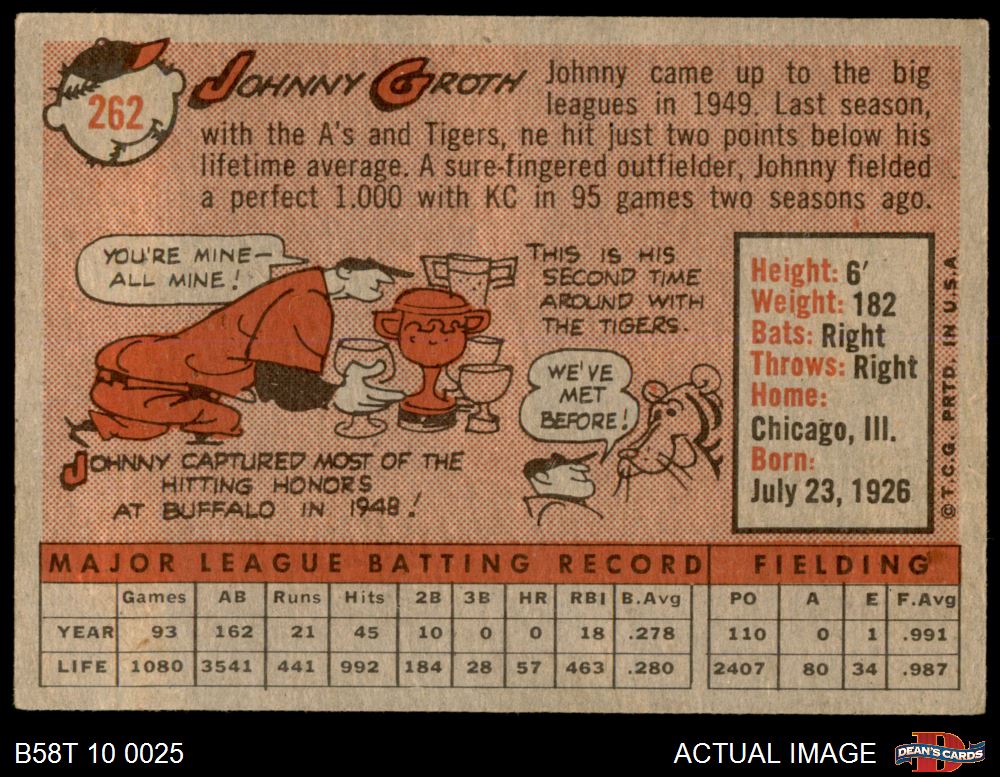 262
JOHNNY GROTH
Johnny came up to the big
leagues in 1949. Last season,
with the A's and Tigers, ne hit just two points below his
lifetime average. A sure-fingered outfielder, Johnny fielded
a perfect 1.000 with KC in 95 games two seasons ago.
YOU'RE MINE—
ALL MINE!
THIS IS HIS
SECOND TIME
AROUND WITH
THE TIGERS.
WE'VE
MET
BEFORE!
JOHNNY CAPTURED MOST OF THE
HITTING HONORS
AT BUFFALO IN 1948!
Height: 6'
Weight: 182
Bats: Right
Throws: Right
Home:
Chicago, Ill.
Born:
July 23, 1926
©T.C.G. PRTD. IN U.S.A.
MAJOR LEAGUE BATTING RECORD FIELDING
Games AB Runs Hits 2B 3B HR RBI B.Avg PO A E F.Avg
YEAR 93 162 21 45 10 0 0 18 .278 110 0 1 .991
LIFE 1080 3541 441 992 184 28 57 463 .280 2407 80 34 .987
B58T 10 0025
ACTUAL IMAGE
D
DEAN'S CARDS